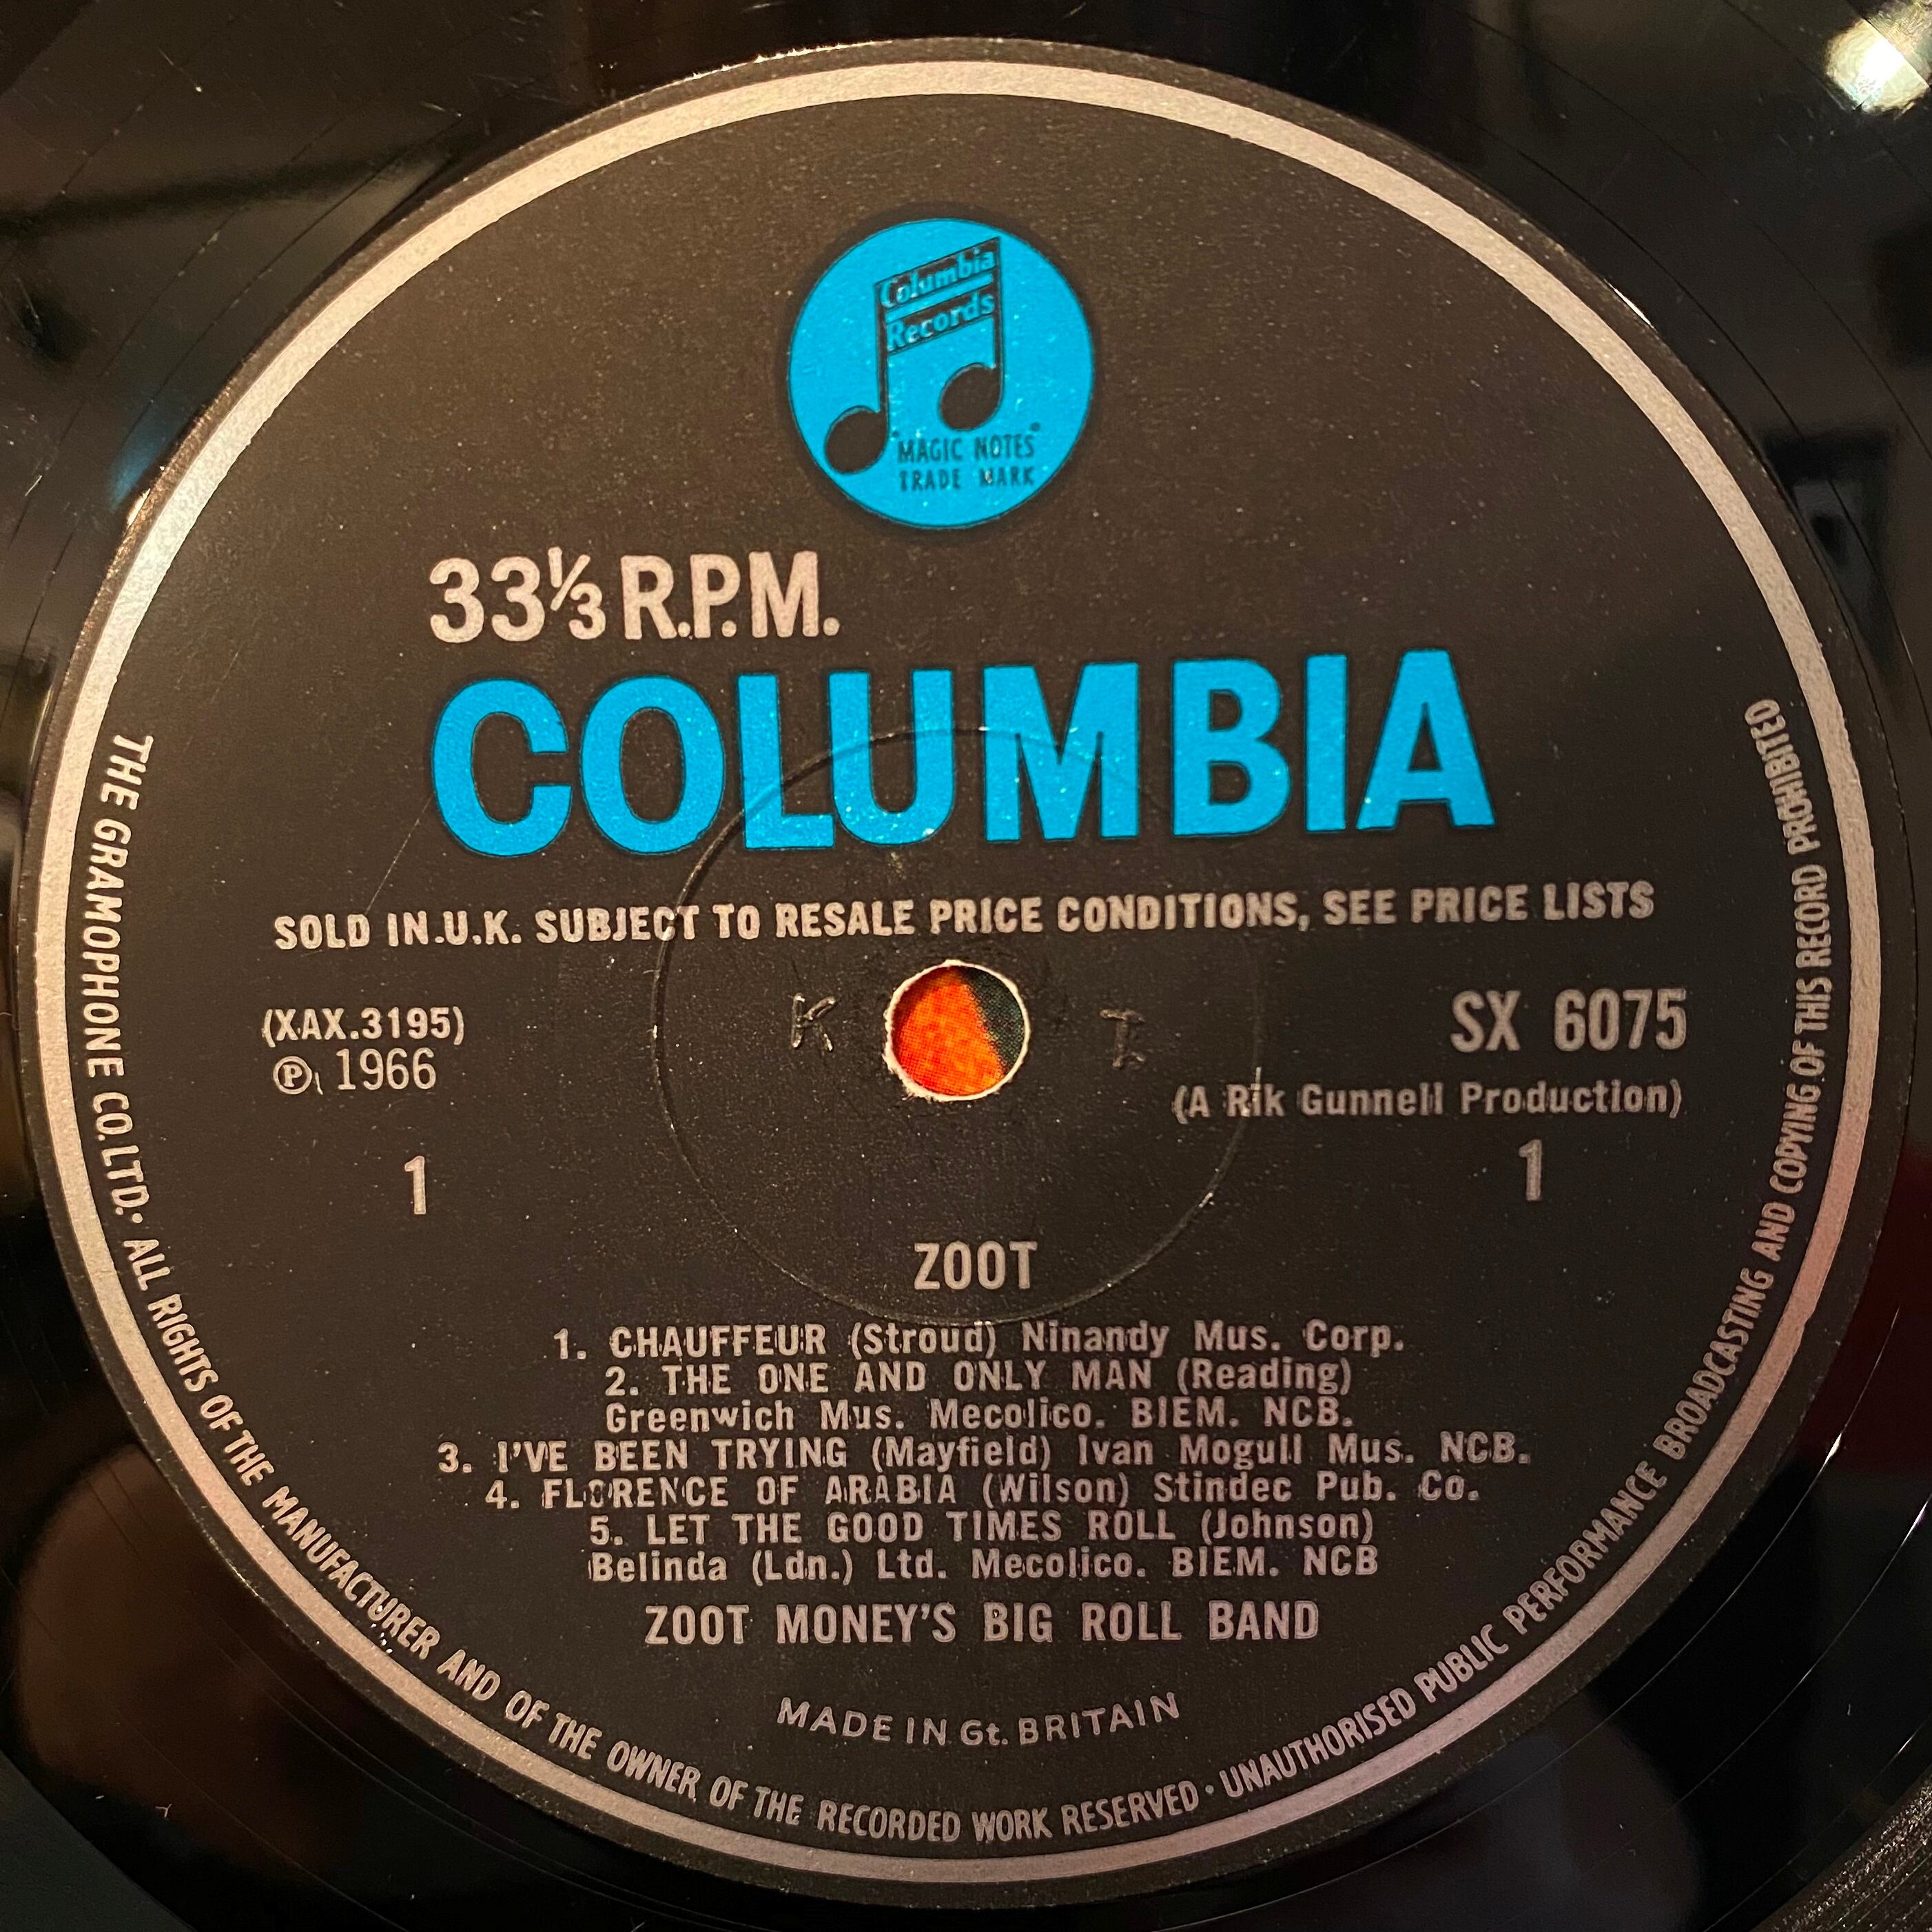 Columbia
Records
"MAGIC NOTES"
TRADE MARK
33⅓ R.P.M.
COLUMBIA
SOLD IN.U.K. SUBJECT TO RESALE PRICE CONDITIONS, SEE PRICE LISTS
(XAX.3195)
Ⓟ 1966
K T
SX 6075
(A Rik Gunnell Production)
1 1
ZOOT
1. CHAUFFEUR (Stroud) Ninandy Mus. Corp.
2. THE ONE AND ONLY MAN (Reading)
Greenwich Mus. Mecolico. BIEM. NCB.
3. I'VE BEEN TRYING (Mayfield) Ivan Mogull Mus. NCB.
4. FLORENCE OF ARABIA (Wilson) Stindec Pub. Co.
5. LET THE GOOD TIMES ROLL (Johnson)
Belinda (Ldn.) Ltd. Mecolico. BIEM. NCB
ZOOT MONEY'S BIG ROLL BAND
MADE IN Gt. BRITAIN
THE GRAMOPHONE CO.LTD.· ALL RIGHTS OF THE MANUFACTURER AND OF THE OWNER OF THE RECORDED WORK RESERVED · UNAUTHORISED PUBLIC PERFORMANCE BROADCASTING AND COPYING OF THIS RECORD PROHIBITED